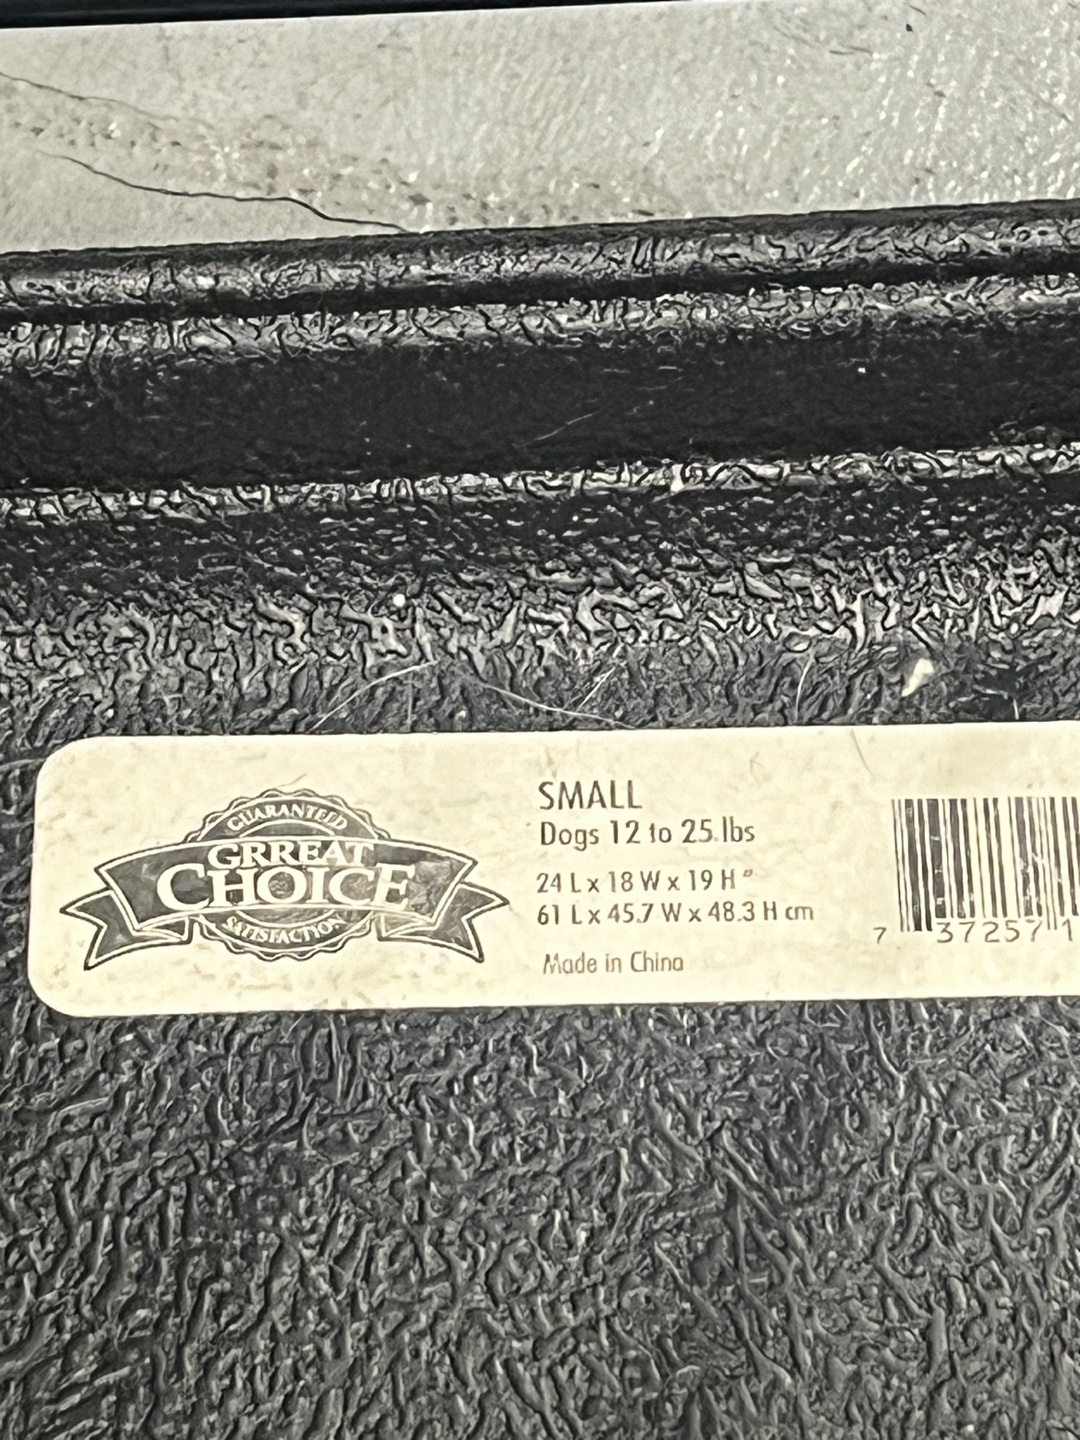 GUARANTEED
GRREAT
CHOICE
SATISFACTION
SMALL
Dogs 12 to 25 lbs
24 L x 18 W x 19 H "
61 L x 45.7 W x 48.3 H cm
Made in China
7 37257 1